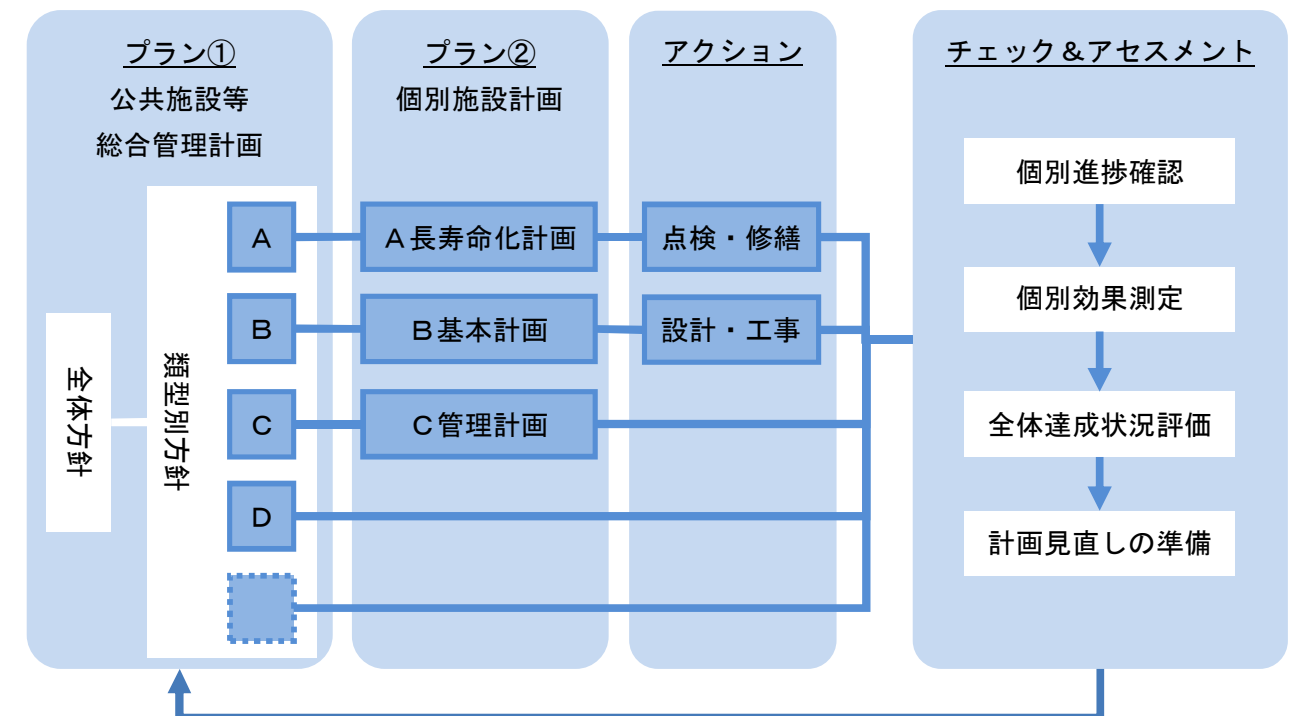 プラン①
公共施設等
総合管理計画
全体方針
類型別方針
A
B
C
D
プラン②
個別施設計画
A長寿命化計画
B基本計画
C管理計画
アクション
点検・修繕
設計・工事
チェック&アセスメント
個別進捗確認
個別効果測定
全体達成状況評価
計画見直しの準備